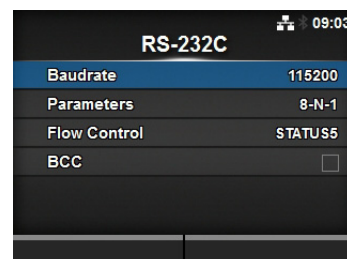 09:03
RS-232C
Baudrate 115200
Parameters 8-N-1
Flow Control STATUS5
BCC